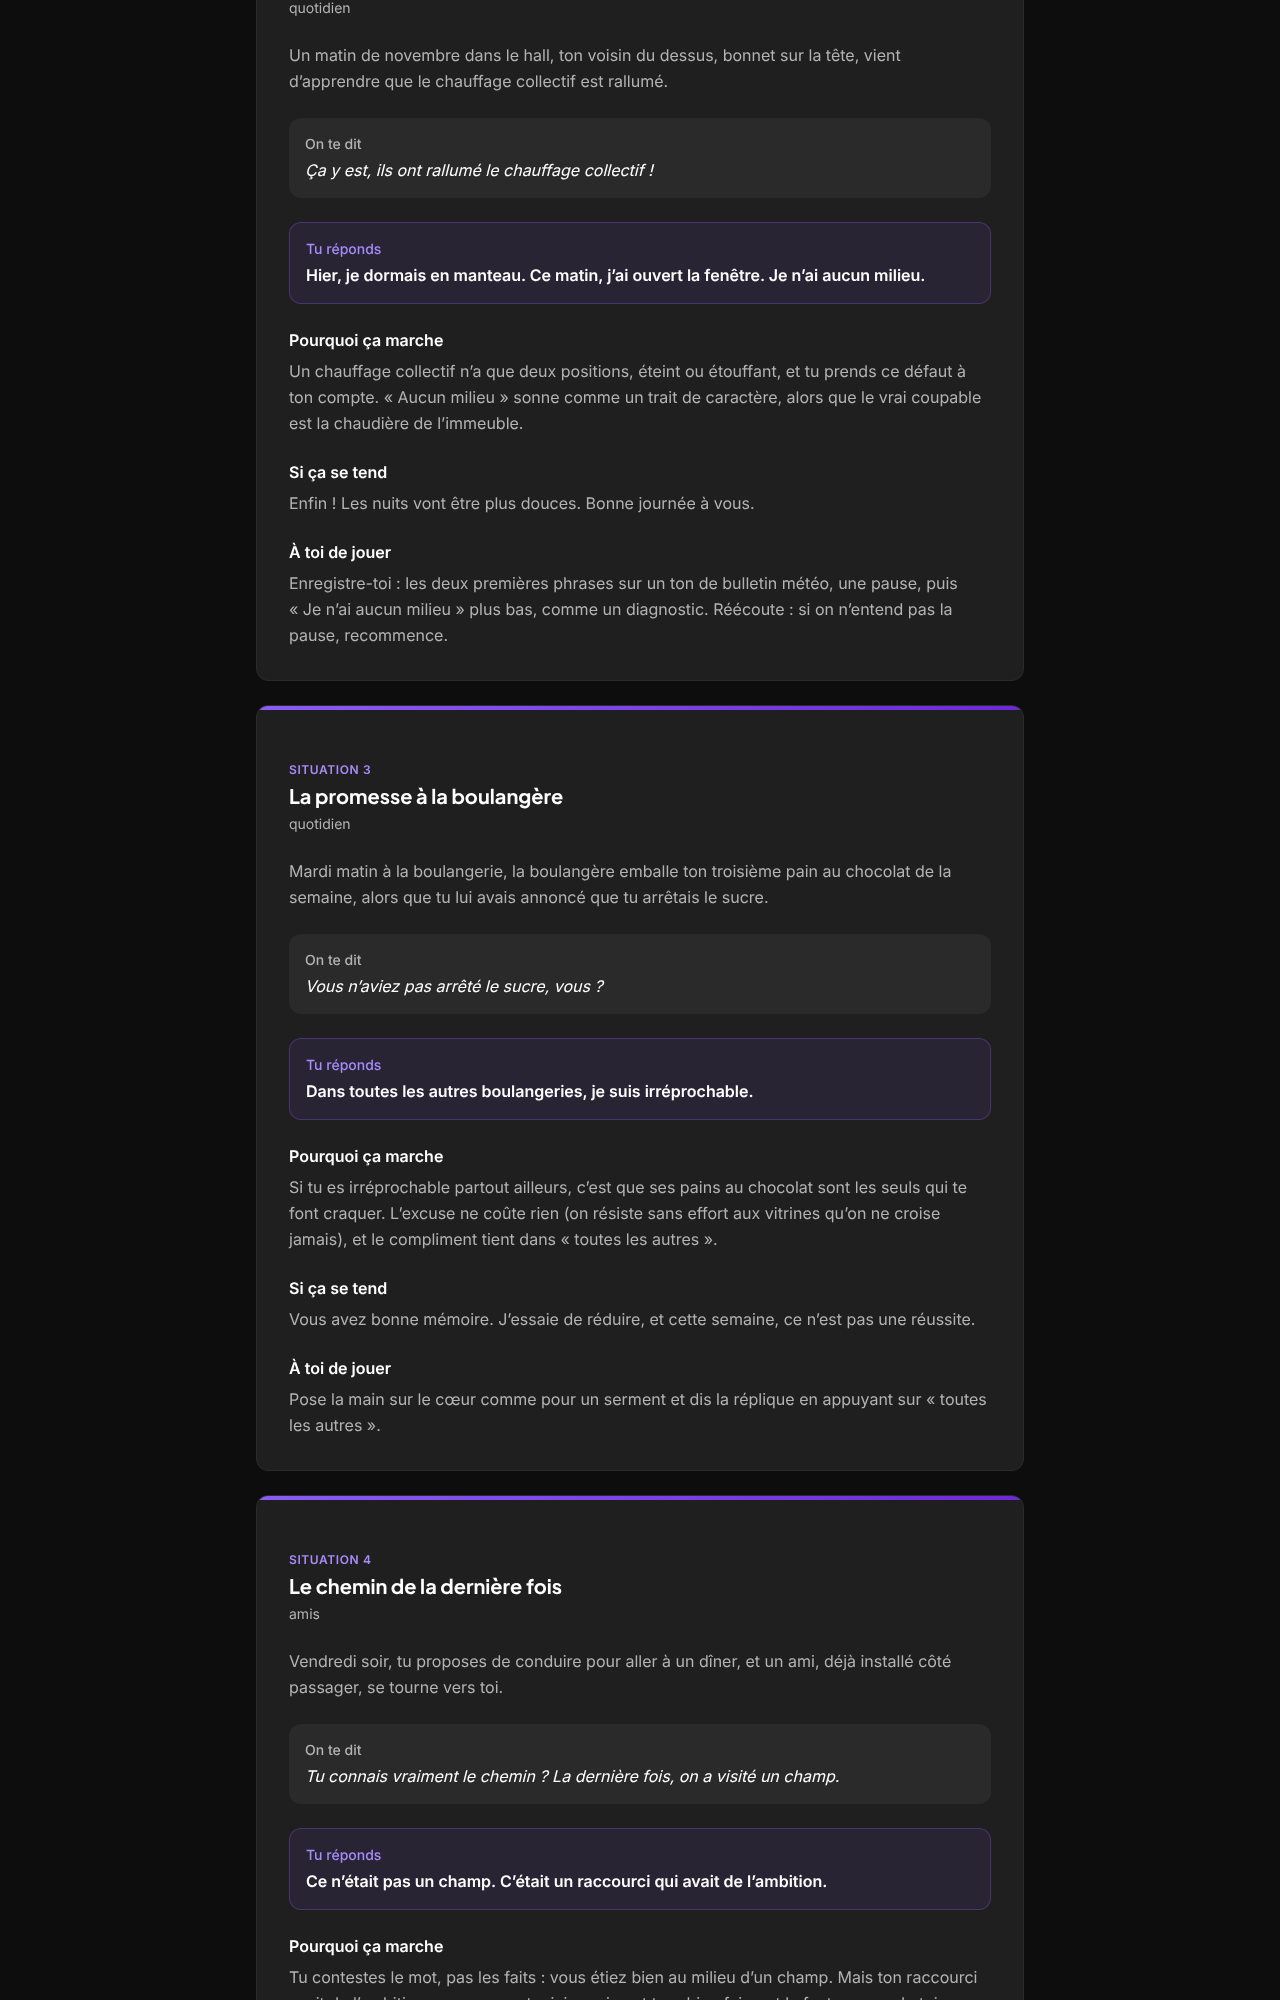 quotidien
Un matin de novembre dans le hall, ton voisin du dessus, bonnet sur la tête, vient
d’apprendre que le chauffage collectif est rallumé.
On te dit
Ça y est, ils ont rallumé le chauffage collectif !
Tu réponds
Hier, je dormais en manteau. Ce matin, j’ai ouvert la fenêtre. Je n’ai aucun milieu.
Pourquoi ça marche
Un chauffage collectif n’a que deux positions, éteint ou étouffant, et tu prends ce défaut à
ton compte. « Aucun milieu » sonne comme un trait de caractère, alors que le vrai coupable
est la chaudière de l’immeuble.
Si ça se tend
Enfin ! Les nuits vont être plus douces. Bonne journée à vous.
À toi de jouer
Enregistre-toi : les deux premières phrases sur un ton de bulletin météo, une pause, puis
« Je n’ai aucun milieu » plus bas, comme un diagnostic. Réécoute : si on n’entend pas la
pause, recommence.
SITUATION 3
La promesse à la boulangère
quotidien
Mardi matin à la boulangerie, la boulangère emballe ton troisième pain au chocolat de la
semaine, alors que tu lui avais annoncé que tu arrêtais le sucre.
On te dit
Vous n’aviez pas arrêté le sucre, vous ?
Tu réponds
Dans toutes les autres boulangeries, je suis irréprochable.
Pourquoi ça marche
Si tu es irréprochable partout ailleurs, c’est que ses pains au chocolat sont les seuls qui te
font craquer. L’excuse ne coûte rien (on résiste sans effort aux vitrines qu’on ne croise
jamais), et le compliment tient dans « toutes les autres ».
Si ça se tend
Vous avez bonne mémoire. J’essaie de réduire, et cette semaine, ce n’est pas une réussite.
À toi de jouer
Pose la main sur le cœur comme pour un serment et dis la réplique en appuyant sur « toutes
les autres ».
SITUATION 4
Le chemin de la dernière fois
amis
Vendredi soir, tu proposes de conduire pour aller à un dîner, et un ami, déjà installé côté
passager, se tourne vers toi.
On te dit
Tu connais vraiment le chemin ? La dernière fois, on a visité un champ.
Tu réponds
Ce n’était pas un champ. C’était un raccourci qui avait de l’ambition.
Pourquoi ça marche
Tu contestes le mot, pas les faits : vous étiez bien au milieu d’un champ. Mais ton raccourci